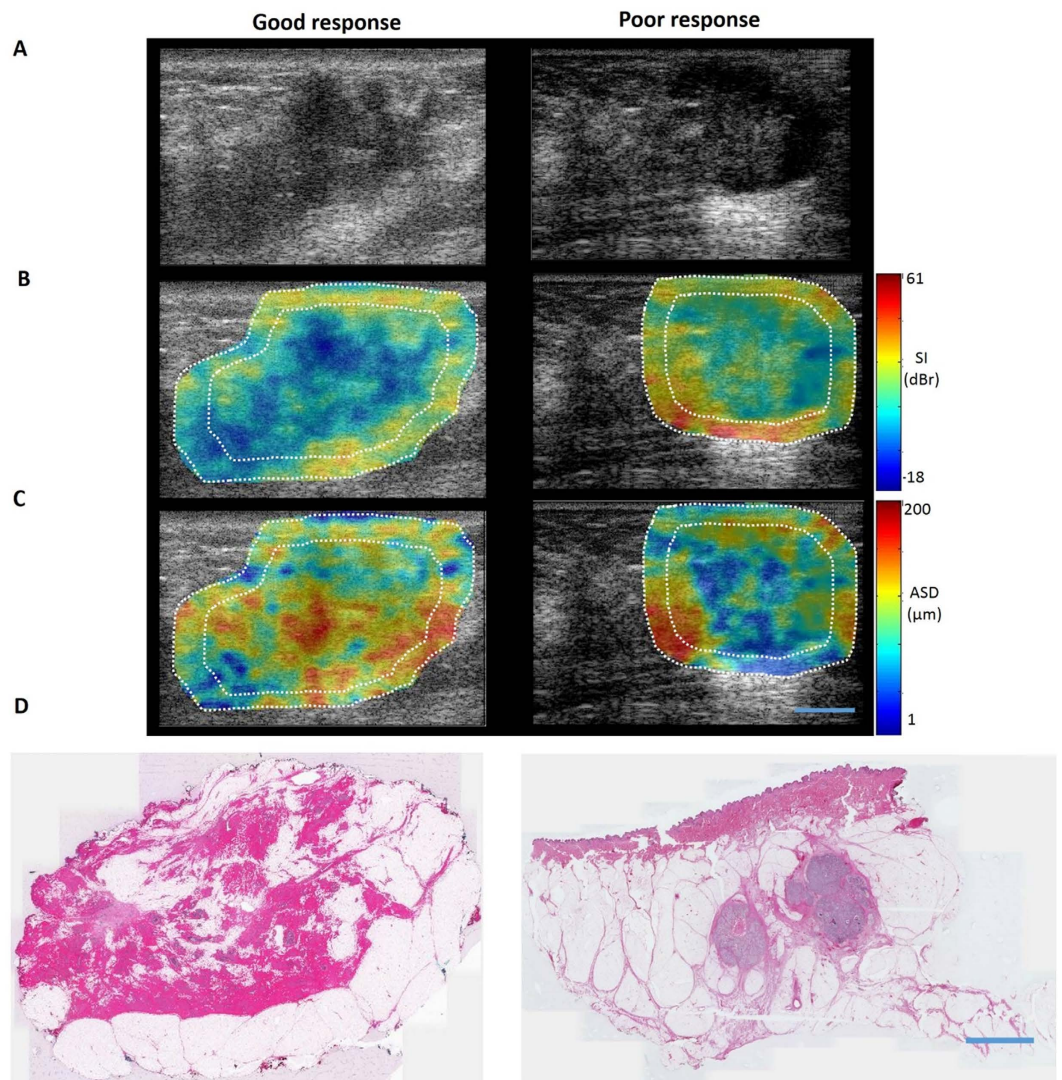 Good response
Poor response
A
B
61
SI
(dBr)
-18
C
200
ASD
(µm)
1
D